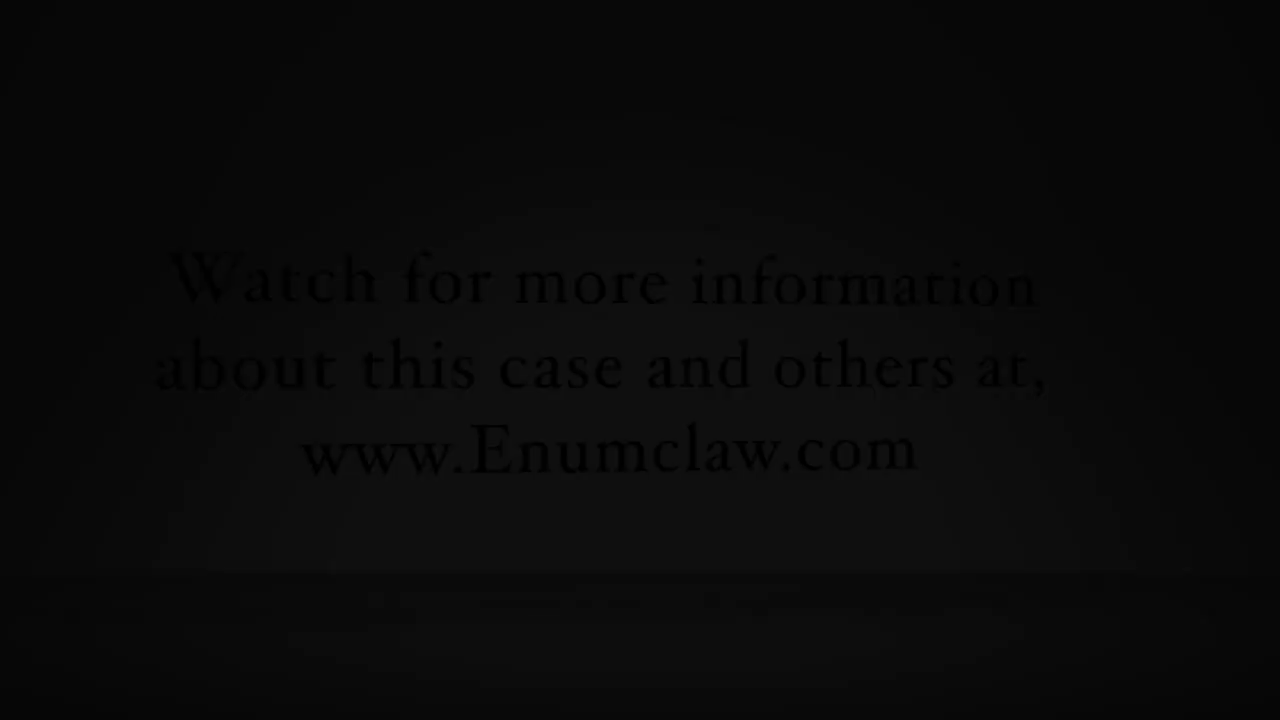 Watch for more information
about this case and others at,
www.Enumclaw.com